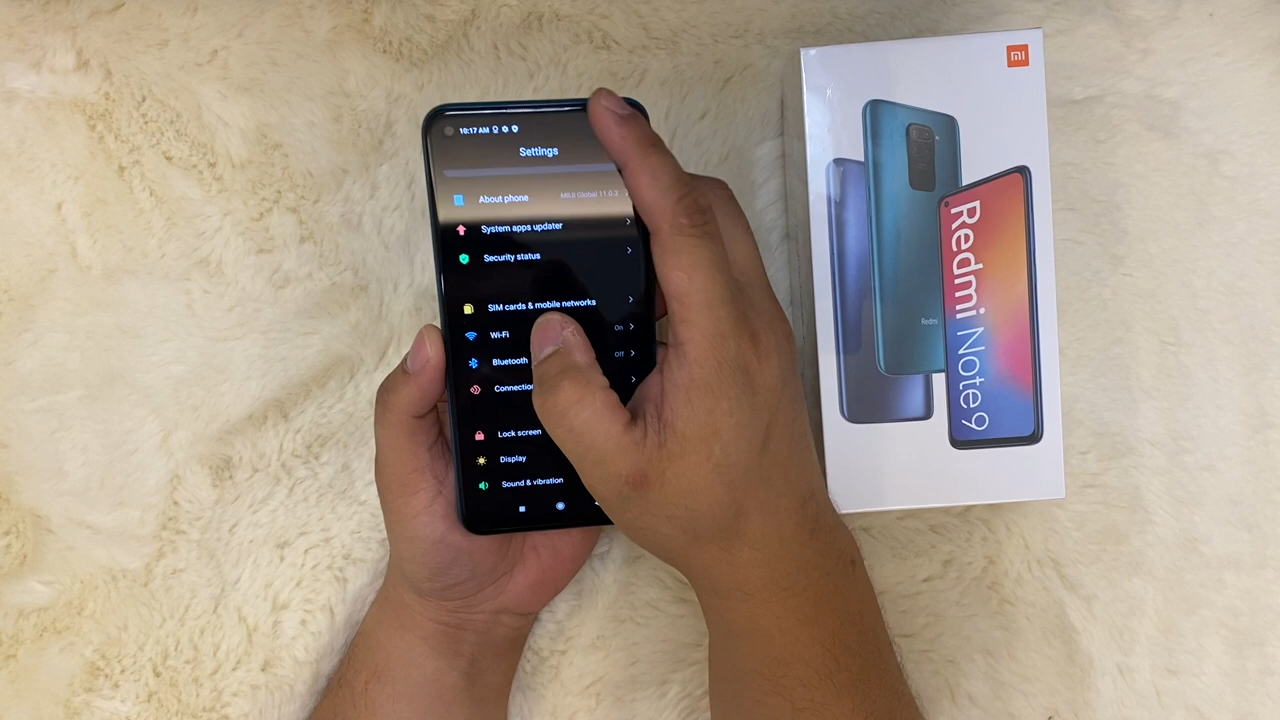 10:17 AM
Settings
About phone
MIUI Global 11.0.3
System apps updater
Security status
SIM cards & mobile networks
Wi-Fi
On
Bluetooth
Off
Connection
Lock screen
Display
Sound & vibration
mi
Redmi
Redmi Note 9